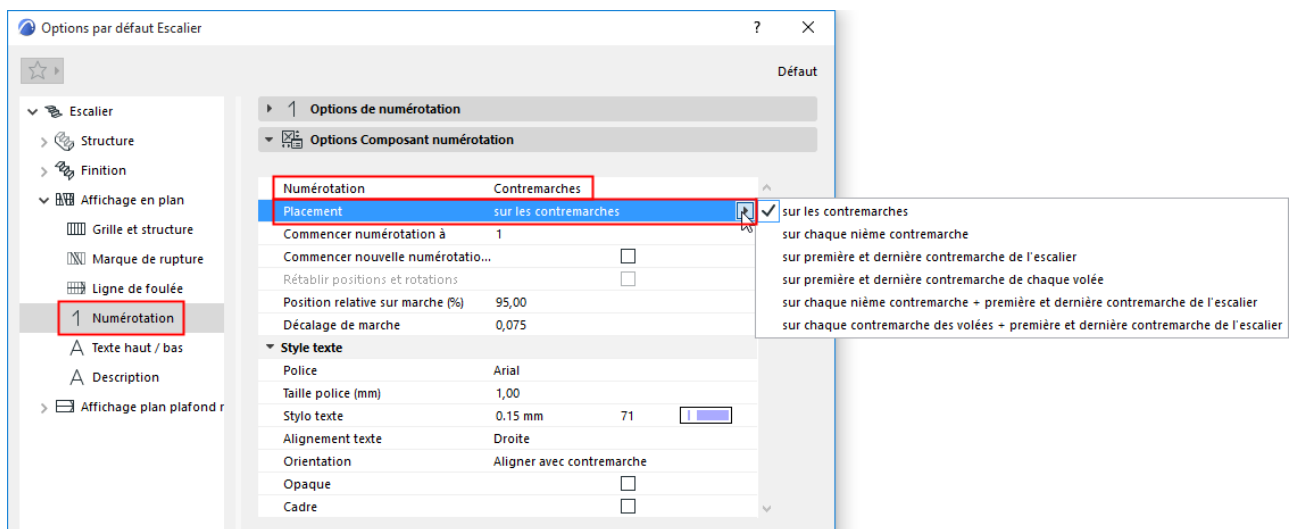 Options par défaut Escalier ?
Défaut
Escalier
Structure
Finition
Affichage en plan
Grille et structure
Marque de rupture
Ligne de foulée
1 Numérotation
A Texte haut / bas
A Description
Affichage plan plafond r
1 Options de numérotation
Options Composant numérotation
Numérotation Contremarches
Placement sur les contremarches
Commencer numérotation à 1
Commencer nouvelle numérotatio...
Rétablir positions et rotations
Position relative sur marche (%) 95,00
Décalage de marche 0,075
Style texte
Police Arial
Taille police (mm) 1,00
Stylo texte 0.15 mm 71
Alignement texte Droite
Orientation Aligner avec contremarche
Opaque
Cadre
sur les contremarches
sur chaque nième contremarche
sur première et dernière contremarche de l'escalier
sur première et dernière contremarche de chaque volée
sur chaque nième contremarche + première et dernière contremarche de l'escalier
sur chaque contremarche des volées + première et dernière contremarche de l'escalier